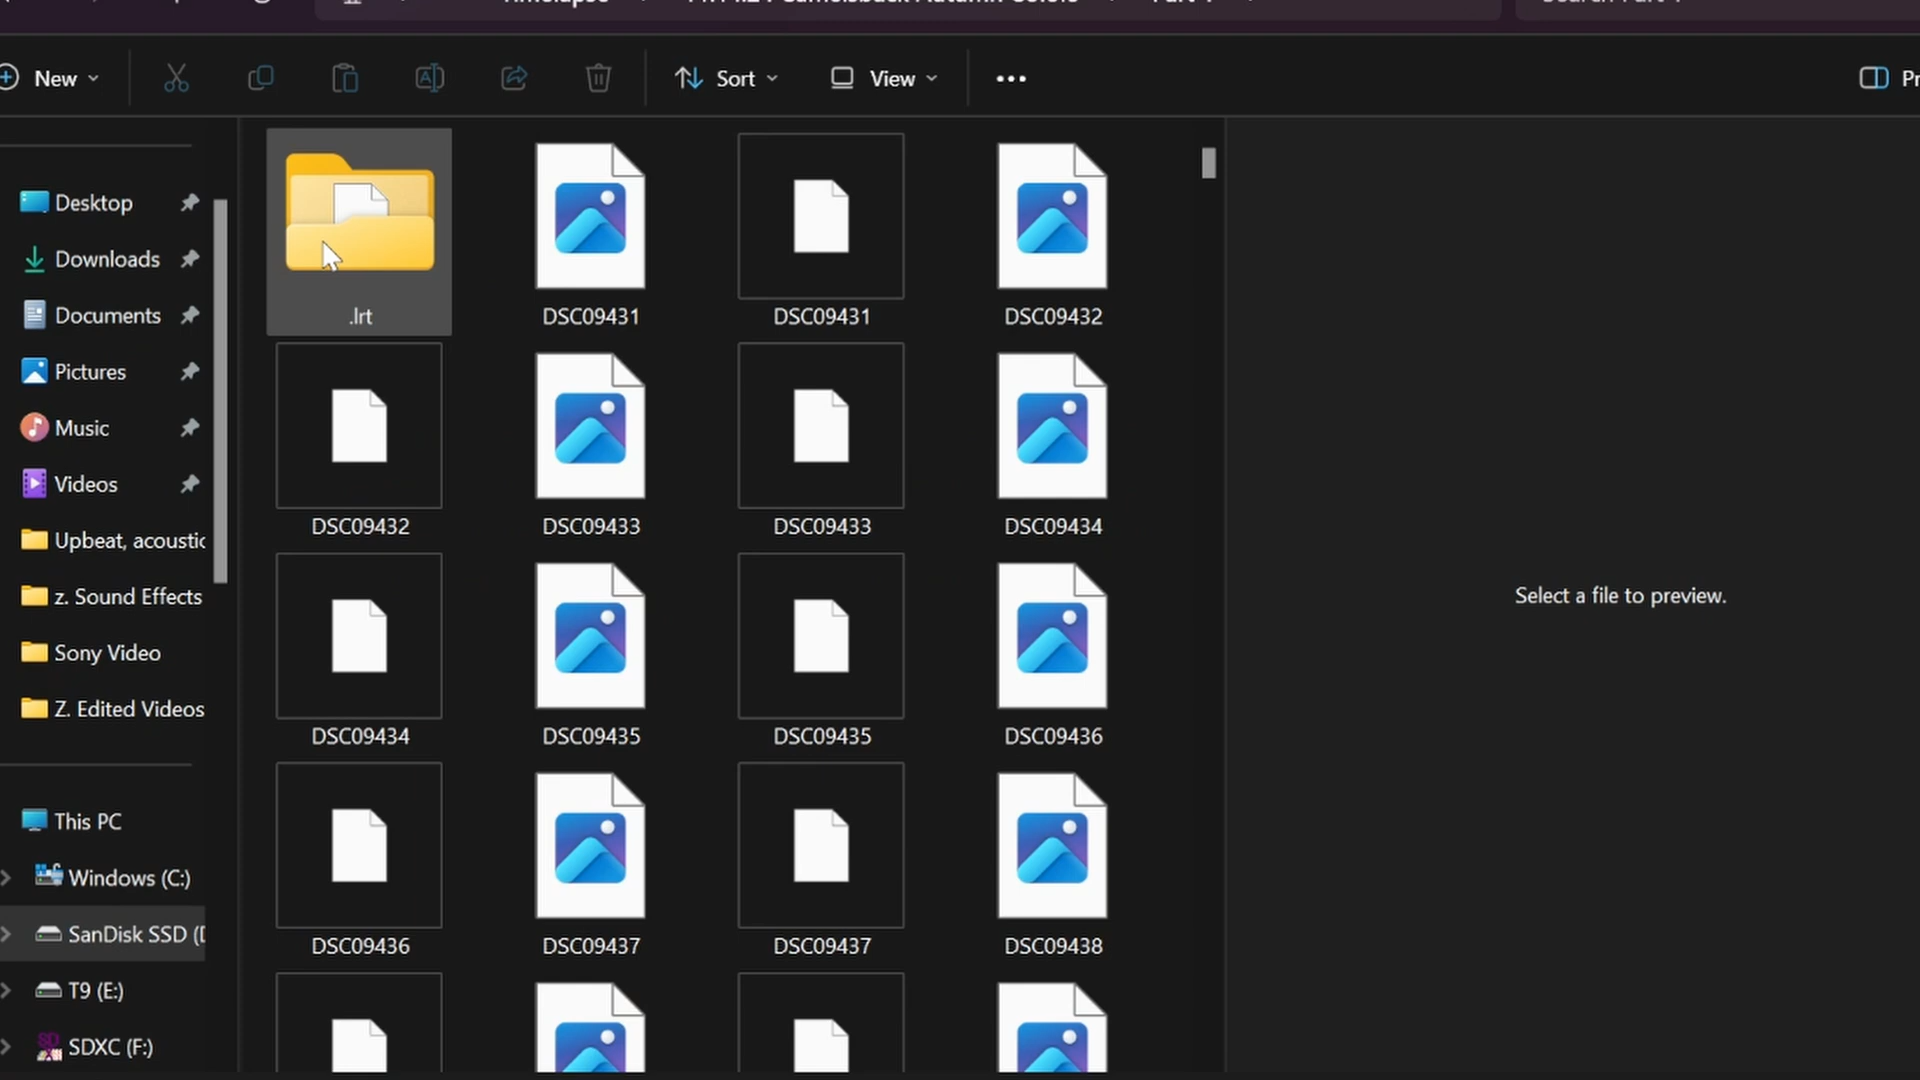 New
Sort
View
Desktop
Downloads
Documents
Pictures
Music
Videos
Upbeat, acoustic
z. Sound Effects
Sony Video
Z. Edited Videos
This PC
Windows (C:)
SanDisk SSD (D
T9 (E:)
SDXC (F:)
.lrt
DSC09431
DSC09431
DSC09432
DSC09432
DSC09433
DSC09433
DSC09434
DSC09434
DSC09435
DSC09435
DSC09436
DSC09436
DSC09437
DSC09437
DSC09438
Select a file to preview.